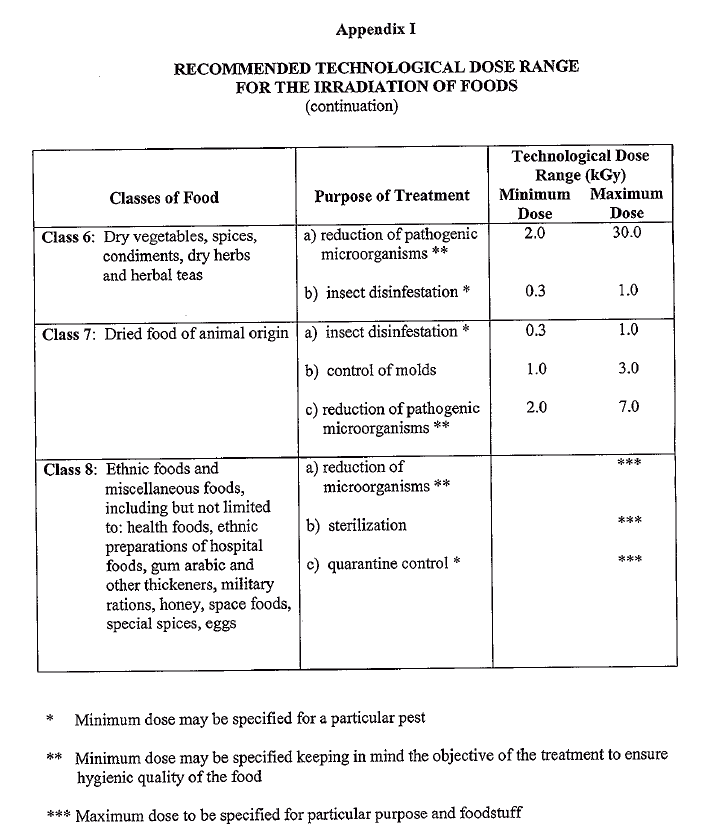 Appendix I
RECOMMENDED TECHNOLOGICAL DOSE RANGE
FOR THE IRRADIATION OF FOODS
(continuation)
Classes of Food
Purpose of Treatment
Technological Dose
Range (kGy)
Minimum Maximum
Dose Dose
Class 6: Dry vegetables, spices,
condiments, dry herbs
and herbal teas
a) reduction of pathogenic 2.0 30.0
microorganisms **
b) insect disinfestation * 0.3 1.0
Class 7: Dried food of animal origin
a) insect disinfestation * 0.3 1.0
b) control of molds 1.0 3.0
c) reduction of pathogenic 2.0 7.0
microorganisms **
Class 8: Ethnic foods and
miscellaneous foods,
including but not limited
to: health foods, ethnic
preparations of hospital
foods, gum arabic and
other thickeners, military
rations, honey, space foods,
special spices, eggs
a) reduction of ***
microorganisms **
b) sterilization ***
c) quarantine control * ***
* Minimum dose may be specified for a particular pest
** Minimum dose may be specified keeping in mind the objective of the treatment to ensure
hygienic quality of the food
*** Maximum dose to be specified for particular purpose and foodstuff